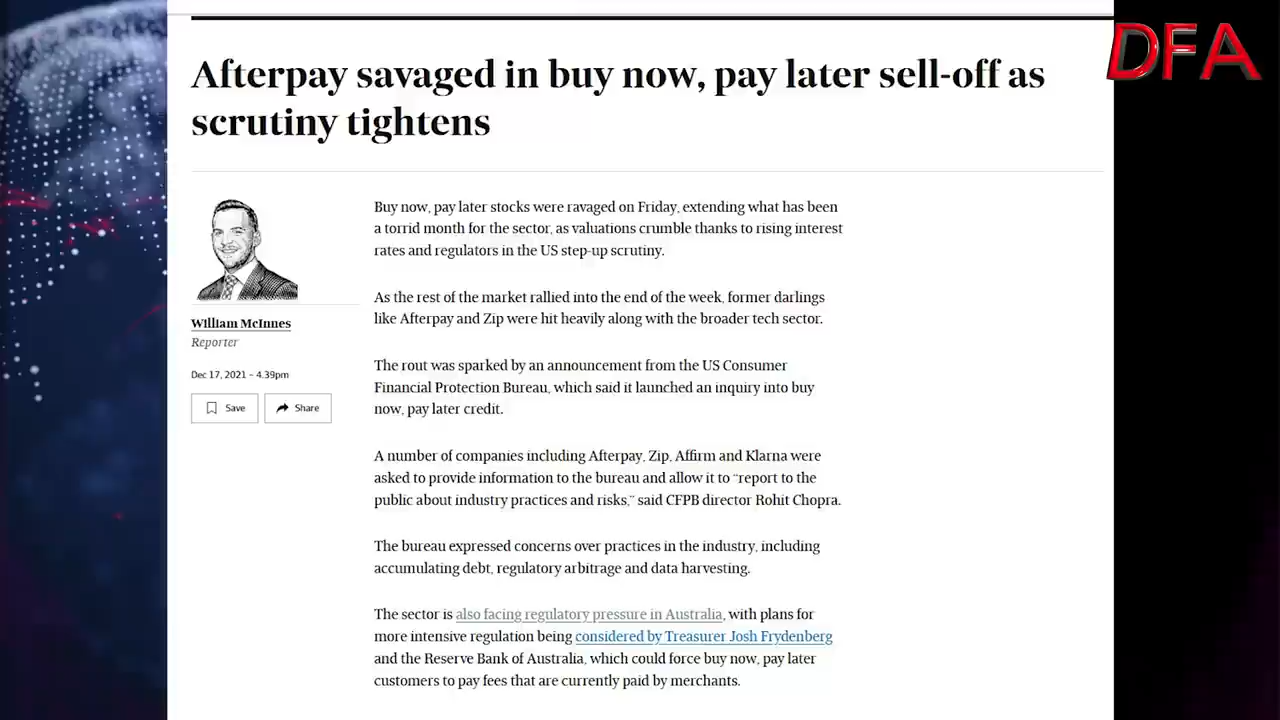 DFA
Afterpay savaged in buy now, pay later sell-off as
scrutiny tightens
William McInnes
Reporter
Dec 17, 2021 – 4.39pm
Save
Share
Buy now, pay later stocks were ravaged on Friday, extending what has been
a torrid month for the sector, as valuations crumble thanks to rising interest
rates and regulators in the US step-up scrutiny.
As the rest of the market rallied into the end of the week, former darlings
like Afterpay and Zip were hit heavily along with the broader tech sector.
The rout was sparked by an announcement from the US Consumer
Financial Protection Bureau, which said it launched an inquiry into buy
now, pay later credit.
A number of companies including Afterpay, Zip, Affirm and Klarna were
asked to provide information to the bureau and allow it to “report to the
public about industry practices and risks,” said CFPB director Rohit Chopra.
The bureau expressed concerns over practices in the industry, including
accumulating debt, regulatory arbitrage and data harvesting.
The sector is also facing regulatory pressure in Australia, with plans for
more intensive regulation being considered by Treasurer Josh Frydenberg
and the Reserve Bank of Australia, which could force buy now, pay later
customers to pay fees that are currently paid by merchants.